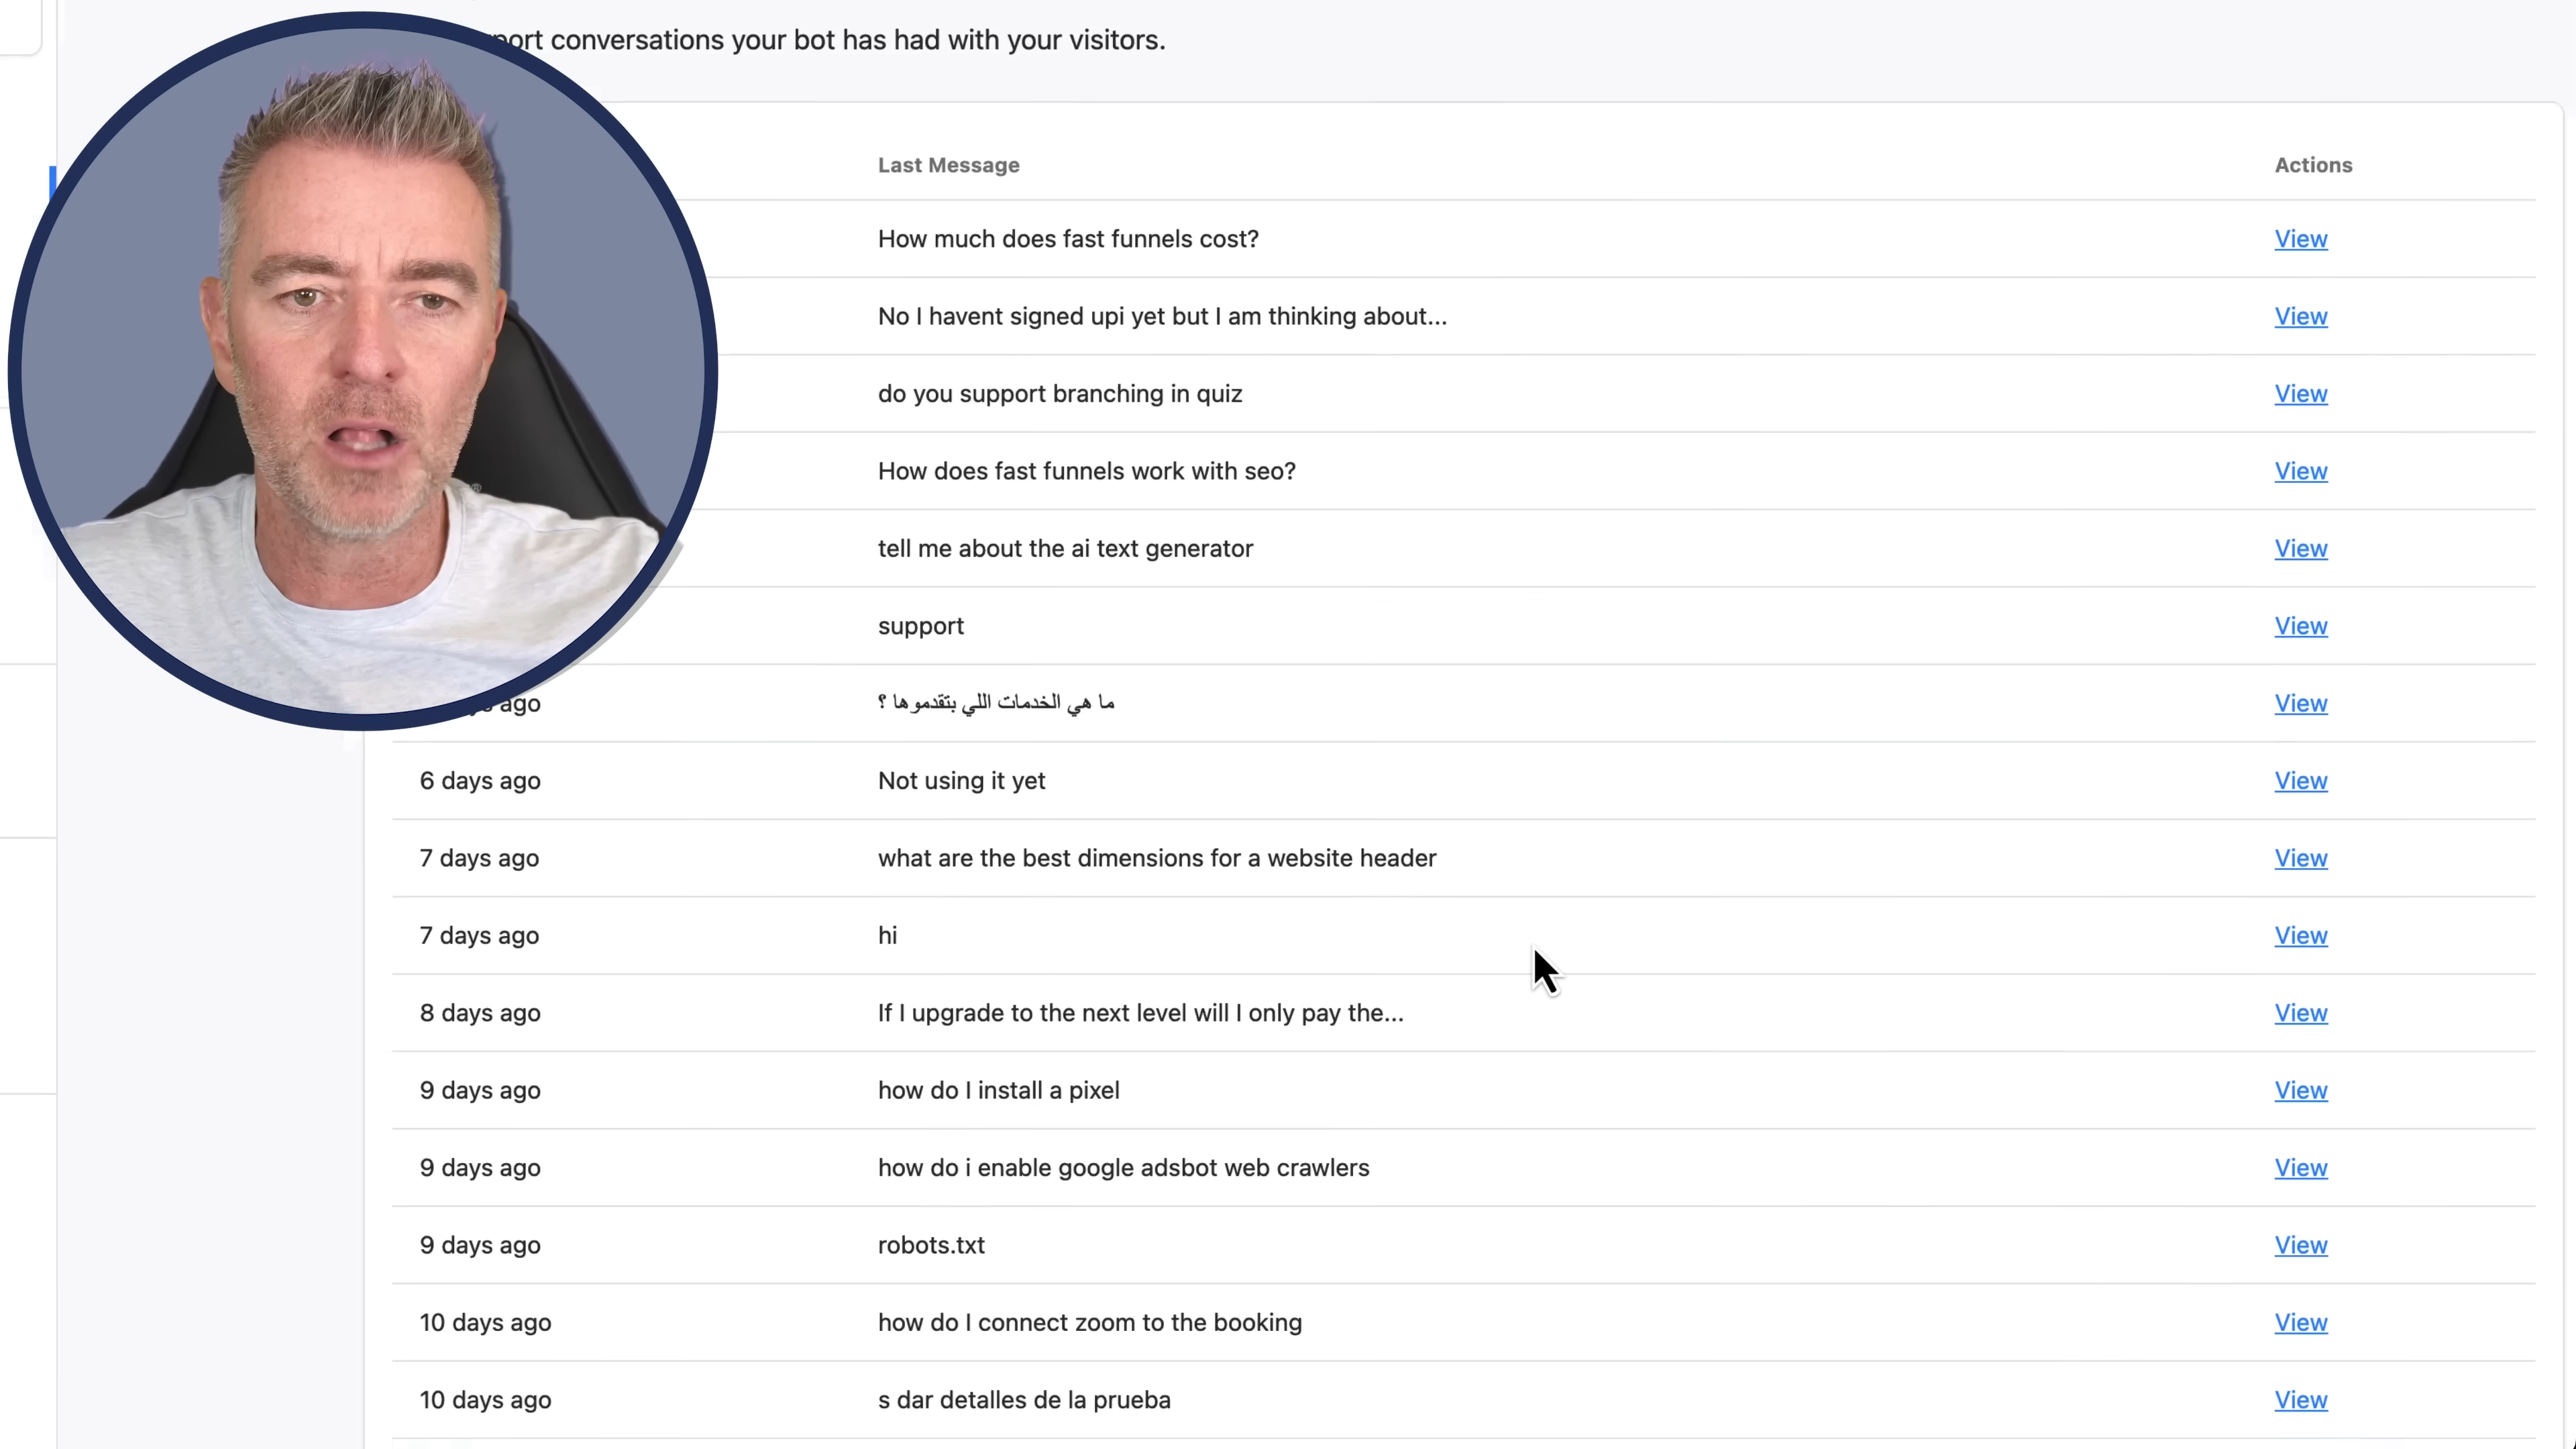 conversations your bot has had with your visitors.
Last Message Actions
How much does fast funnels cost? View
No I havent signed upi yet but I am thinking about... View
do you support branching in quiz View
How does fast funnels work with seo? View
tell me about the ai text generator View
support View
ago ما هي الخدمات اللي بتقدموها ؟ View
6 days ago Not using it yet View
7 days ago what are the best dimensions for a website header View
7 days ago hi View
8 days ago If I upgrade to the next level will I only pay the... View
9 days ago how do I install a pixel View
9 days ago how do i enable google adsbot web crawlers View
9 days ago robots.txt View
10 days ago how do I connect zoom to the booking View
10 days ago s dar detalles de la prueba View